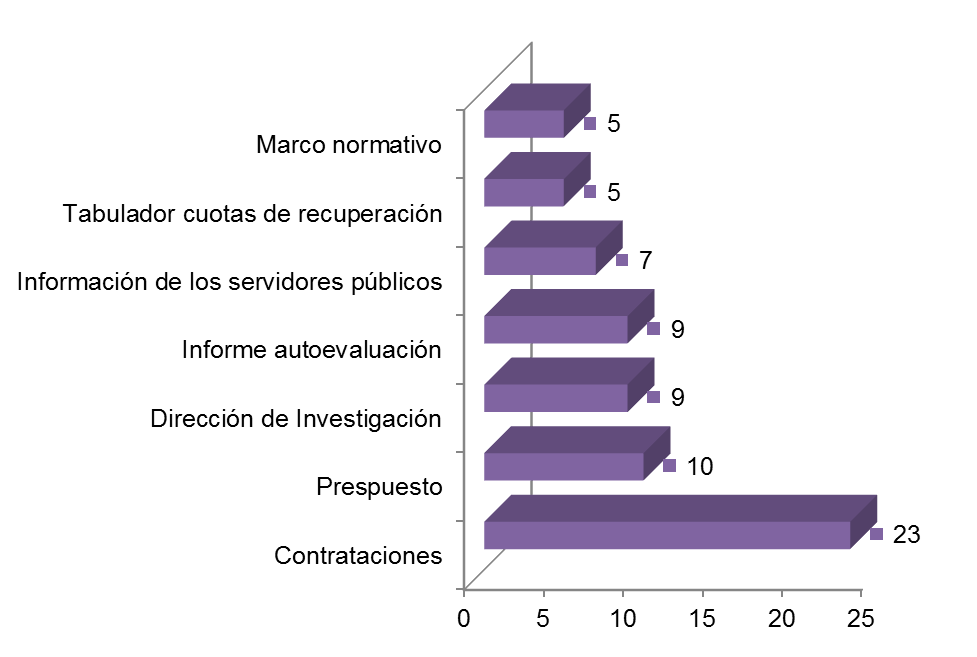 Marco normativo 5
Tabulador cuotas de recuperación 5
Información de los servidores públicos 7
Informe autoevaluación 9
Dirección de Investigación 9
Prespuesto 10
Contrataciones 23
0 5 10 15 20 25